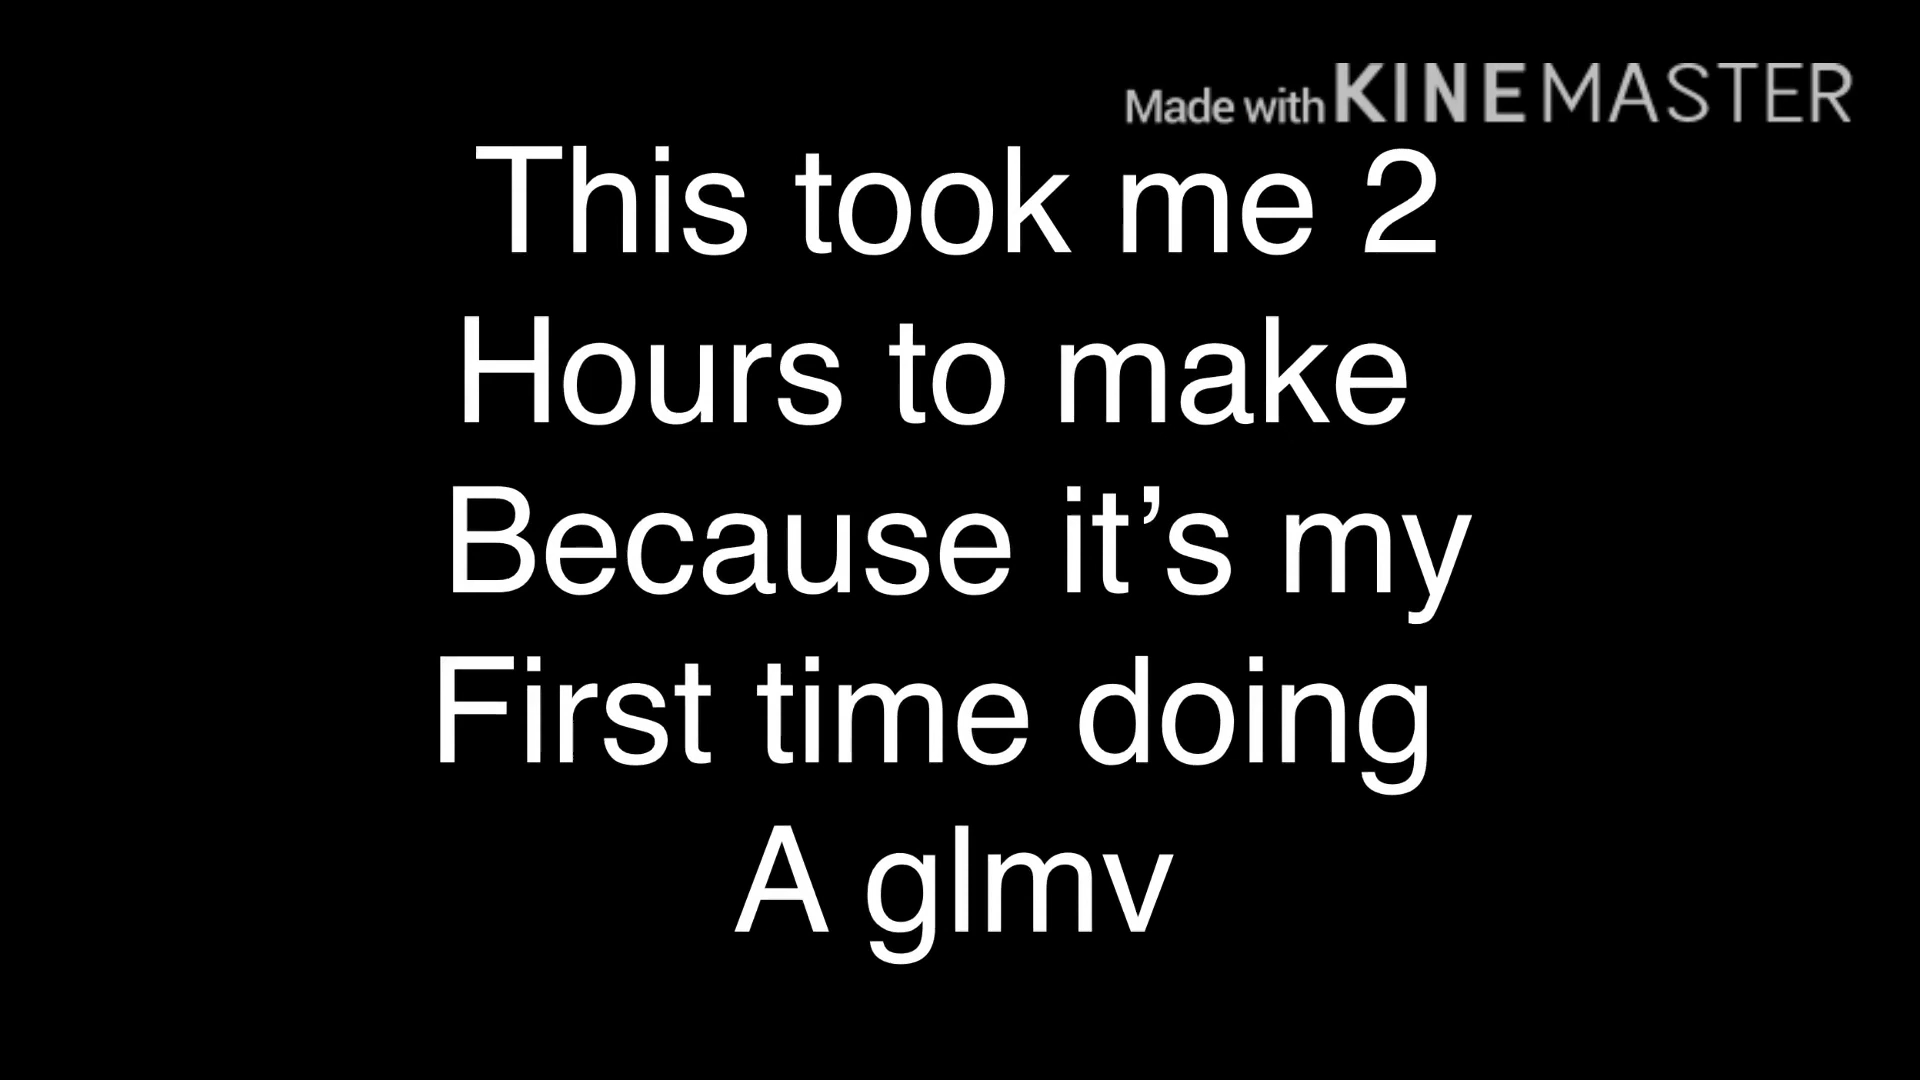 Made with KINEMASTER
This took me 2
Hours to make
Because it’s my
First time doing
A glmv